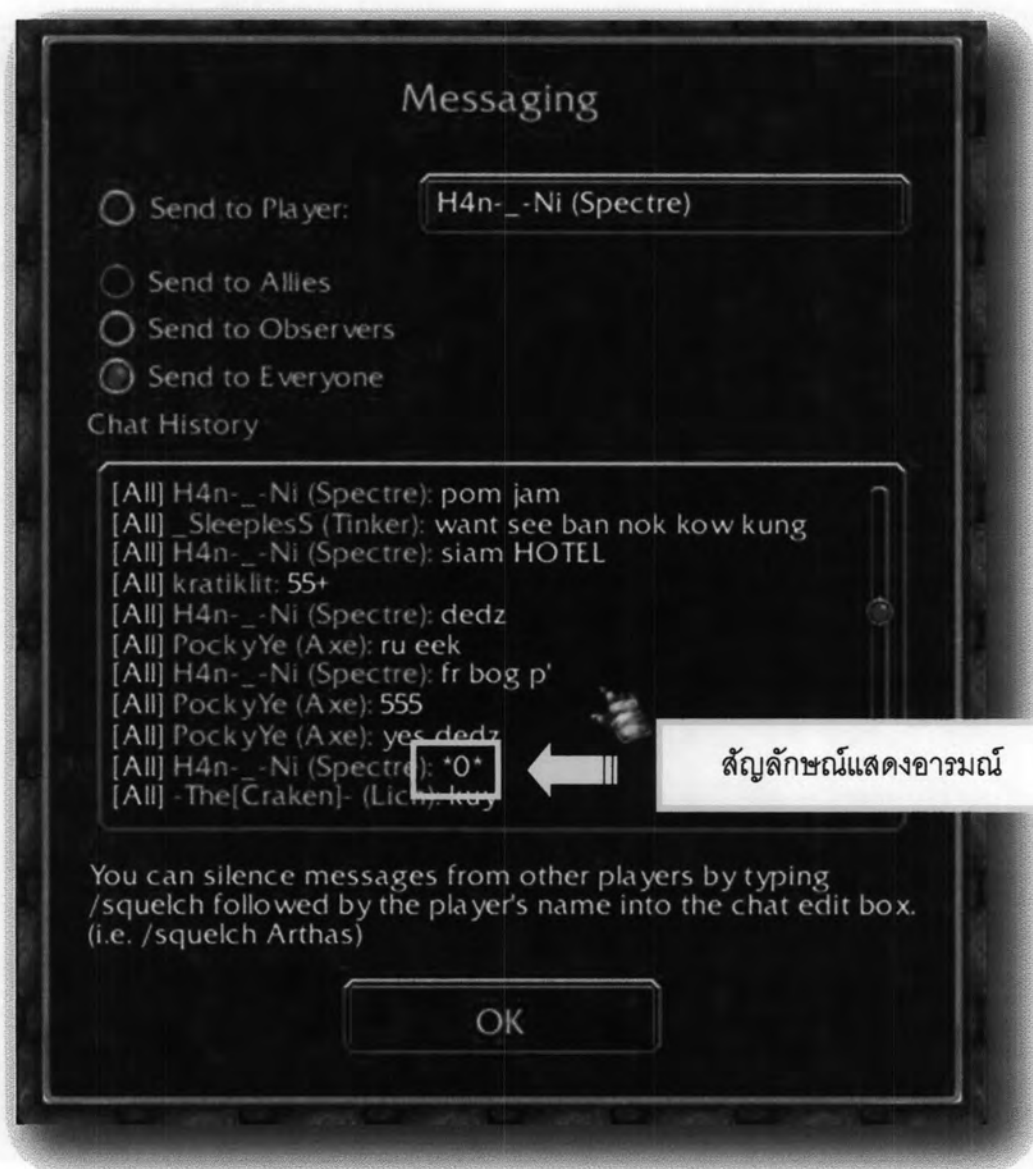 Messaging
Send to Player: H4n-_-Ni (Spectre)
Send to Allies
Send to Observers
Send to Everyone
Chat History
[All] H4n-_-Ni (Spectre): pom jam
[All] _SleeplesS (Tinker): want see ban nok kow kung
[All] H4n-_-Ni (Spectre): siam HOTEL
[All] kratiklit: 55+
[All] H4n-_-Ni (Spectre): dedz
[All] PockyYe (Axe): ru eek
[All] H4n-_-Ni (Spectre): fr bog p'
[All] PockyYe (Axe): 555
[All] PockyYe (Axe): yes dedz
[All] H4n-_-Ni (Spectre): *0*
สัญลักษณ์แสดงอารมณ์
[All] -The[Craken]- (Lich): kuy
You can silence messages from other players by typing
/squelch followed by the player's name into the chat edit box.
(i.e. /squelch Arthas)
OK